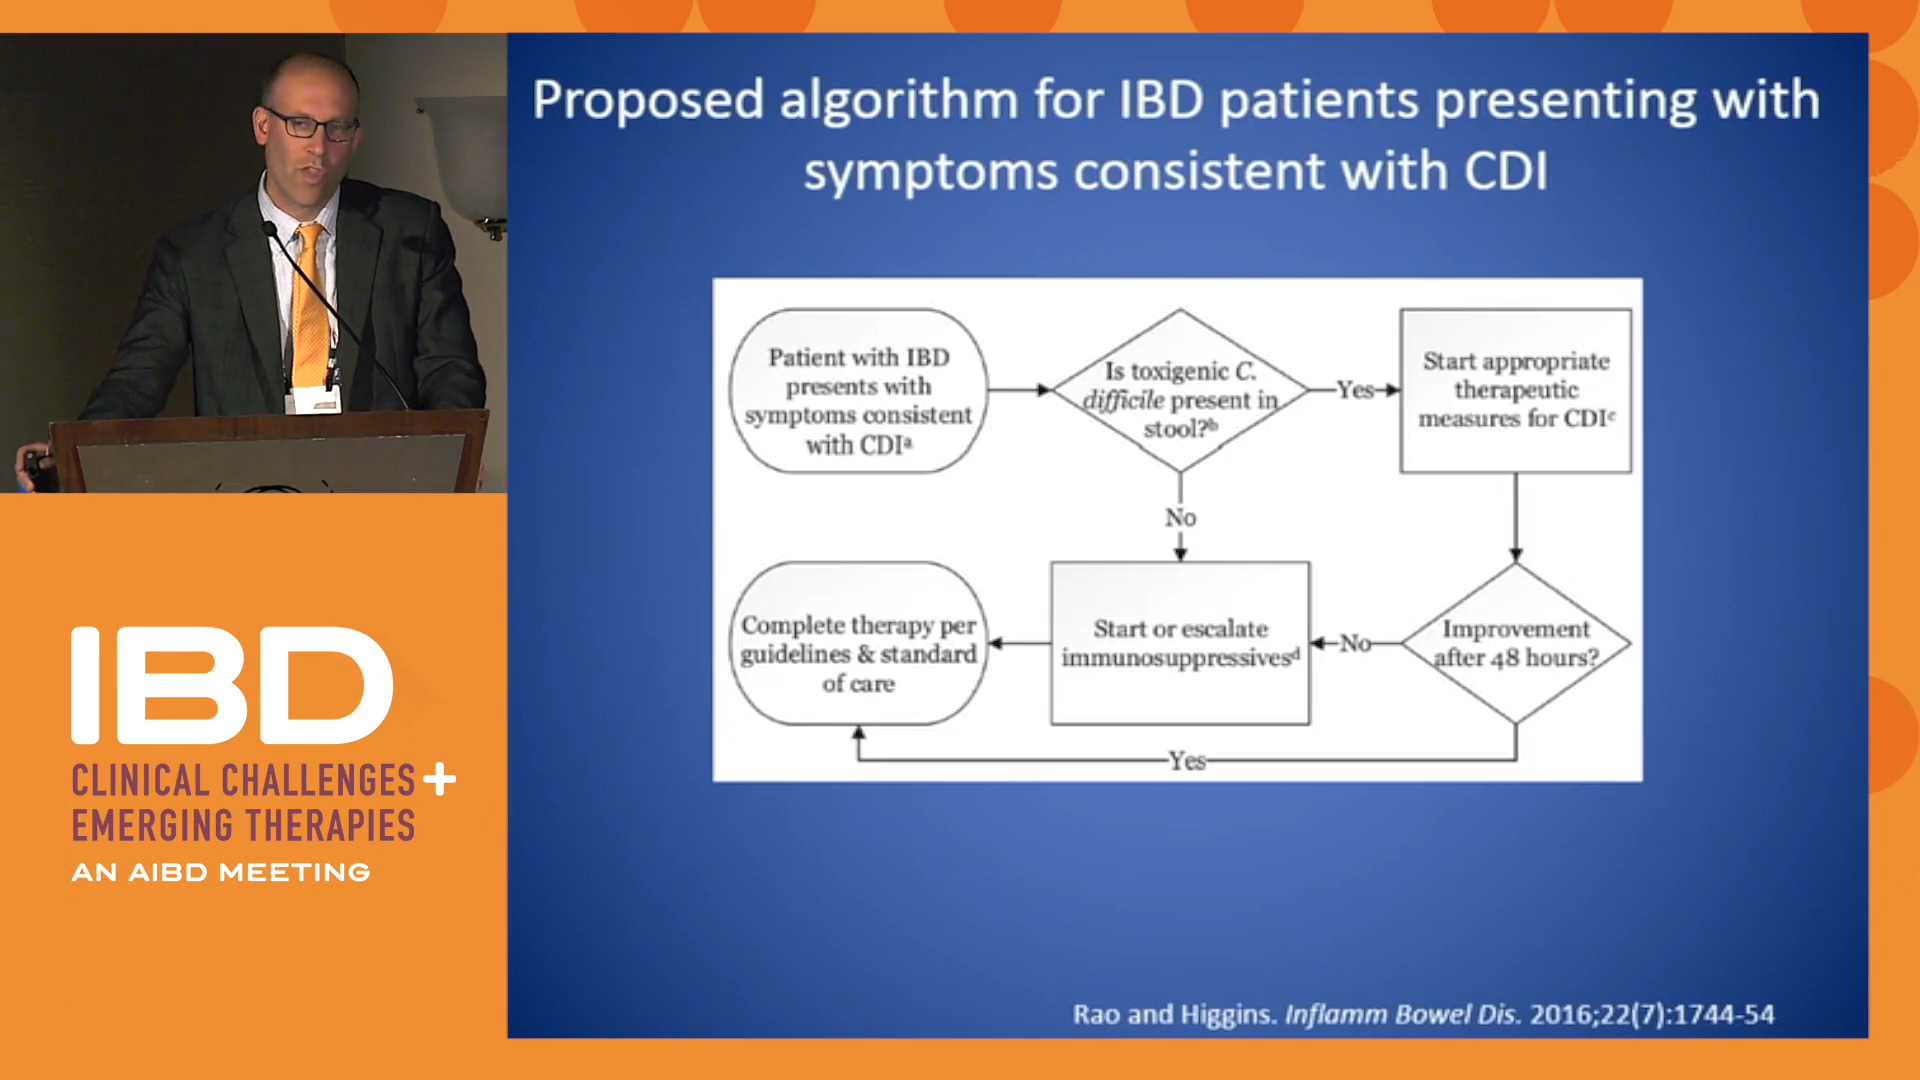 Proposed algorithm for IBD patients presenting with
symptoms consistent with CDI
Patient with IBD
presents with
symptoms consistent
with CDIᵃ
Is toxigenic C.
difficile present in
stool?ᵇ
Yes
Start appropriate
therapeutic
measures for CDIᶜ
No
Complete therapy per
guidelines & standard
of care
Start or escalate
immunosuppressivesᵈ
No
Improvement
after 48 hours?
Yes
Rao and Higgins. Inflamm Bowel Dis. 2016;22(7):1744-54
IBD
CLINICAL CHALLENGES +
EMERGING THERAPIES
AN AIBD MEETING